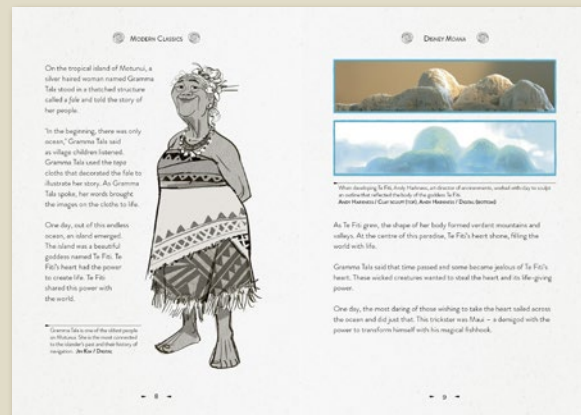 MODERN CLASSICS
On the tropical island of Motunui, a
silver haired woman named Gramma
Tala stood in a thatched structure
called a fale and told the story of
her people.
'In the beginning, there was only
ocean,' Gramma Tala said
as village children listened.
Gramma Tala used the tapa
cloths that decorated the fale to
illustrate her story. As Gramma
Tala spoke, her words brought
the images on the cloths to life.
One day, out of this endless
ocean, an island emerged.
The island was a beautiful
goddess named Te Fiti. Te
Fiti's heart had the power
to create life. Te Fiti
shared this power with
the world.
Gramma Tala is one of the oldest people
on Motunui. She is the most connected
to the islander's past and their history of
navigation. JIN KIM / DIGITAL
8
DISNEY MOANA
When developing Te Fiti, Andy Harkness, art director of environments, worked with clay to sculpt
an outline that reflected the body of the goddess Te Fiti.
ANDY HARKNESS / CLAY SCULPT (TOP), ANDY HARKNESS / DIGITAL (BOTTOM)
As Te Fiti grew, the shape of her body formed verdant mountains and
valleys. At the centre of this paradise, Te Fiti's heart shone, filling the
world with life.
Gramma Tala said that time passed and some became jealous of Te Fiti's
heart. These wicked creatures wanted to steal the heart and its life-giving
power.
One day, the most daring of those wishing to take the heart sailed across
the ocean and did just that. This trickster was Maui – a demigod with the
power to transform himself with his magical fishhook.
9